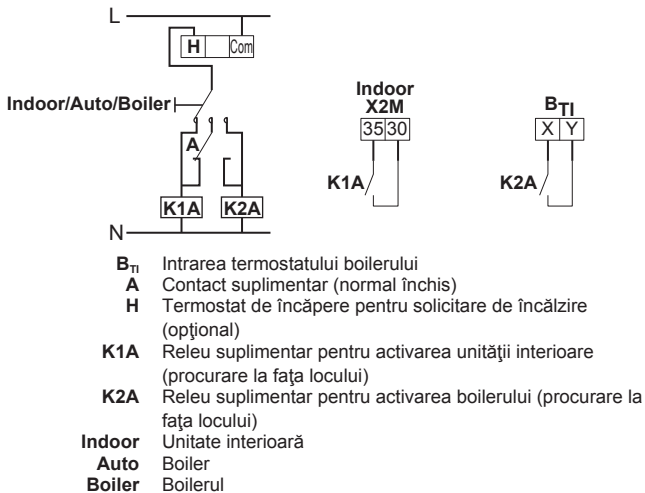 L
H Com
Indoor/Auto/Boiler
A
K1A K2A
N
Indoor
X2M
35 30
K1A
BTI
X Y
K2A
BTI Intrarea termostatului boilerului
A Contact suplimentar (normal închis)
H Termostat de încăpere pentru solicitare de încălzire
(opţional)
K1A Releu suplimentar pentru activarea unităţii interioare
(procurare la faţa locului)
K2A Releu suplimentar pentru activarea boilerului (procurare la
faţa locului)
Indoor Unitate interioară
Auto Boiler
Boiler Boilerul